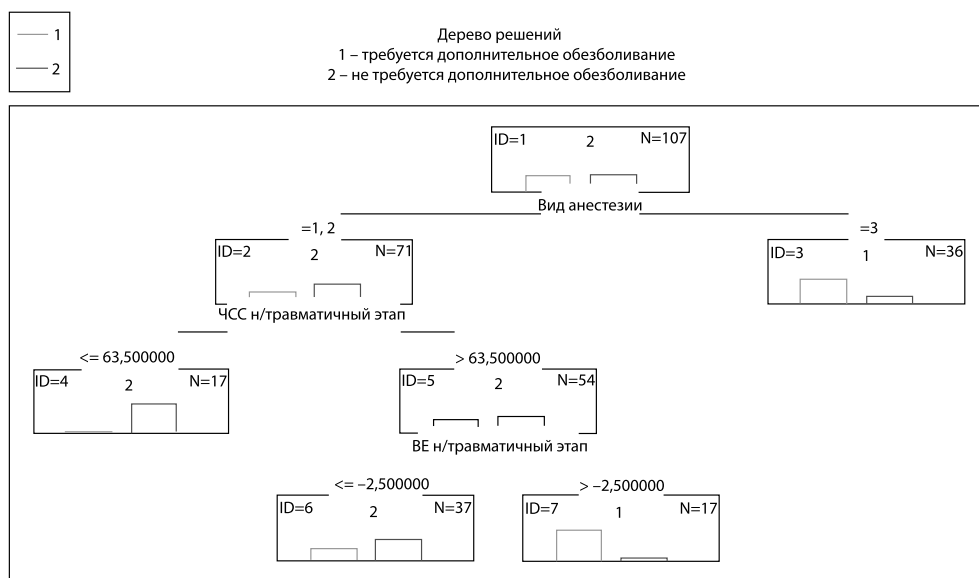 1
2
Дерево решений
1 – требуется дополнительное обезболивание
2 – не требуется дополнительное обезболивание
ID=1 2 N=107
Вид анестезии
=1, 2 =3
ID=2 2 N=71
ID=3 1 N=36
ЧСС н/травматичный этап
<= 63,500000 > 63,500000
ID=4 2 N=17
ID=5 2 N=54
ВЕ н/травматичный этап
<= –2,500000 > –2,500000
ID=6 2 N=37
ID=7 1 N=17